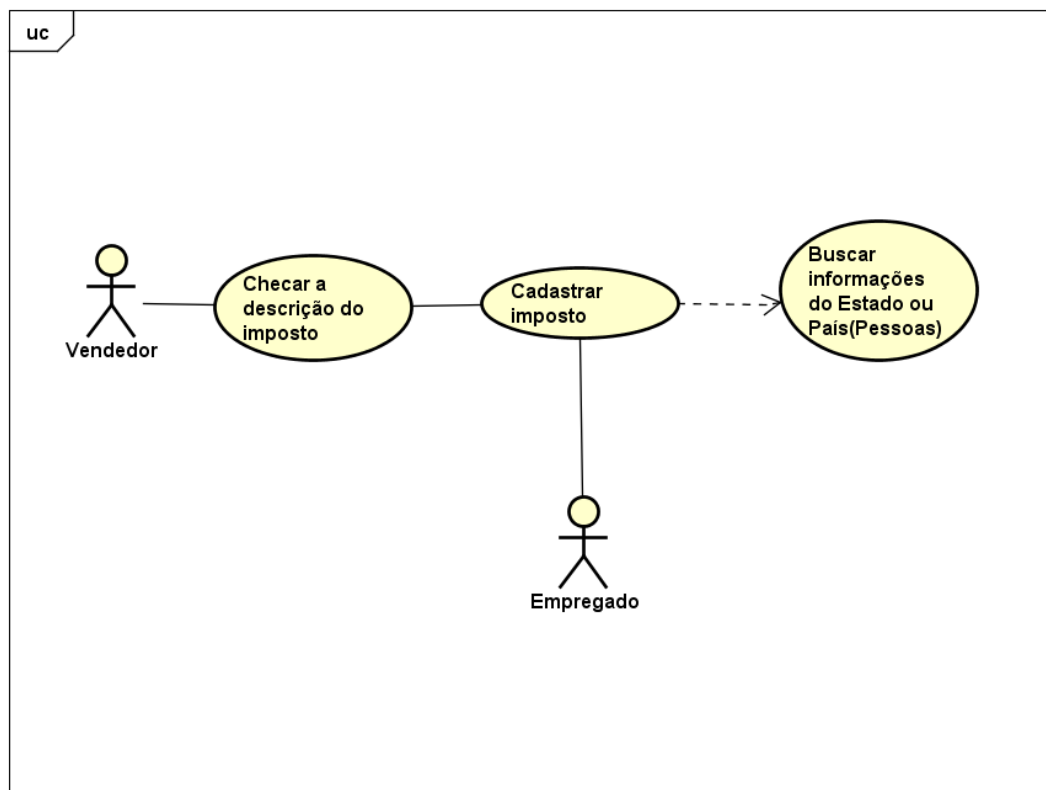 uc
Checar a
descrição do
imposto
Cadastrar
imposto
Buscar
informações
do Estado ou
País(Pessoas)
Vendedor
Empregado